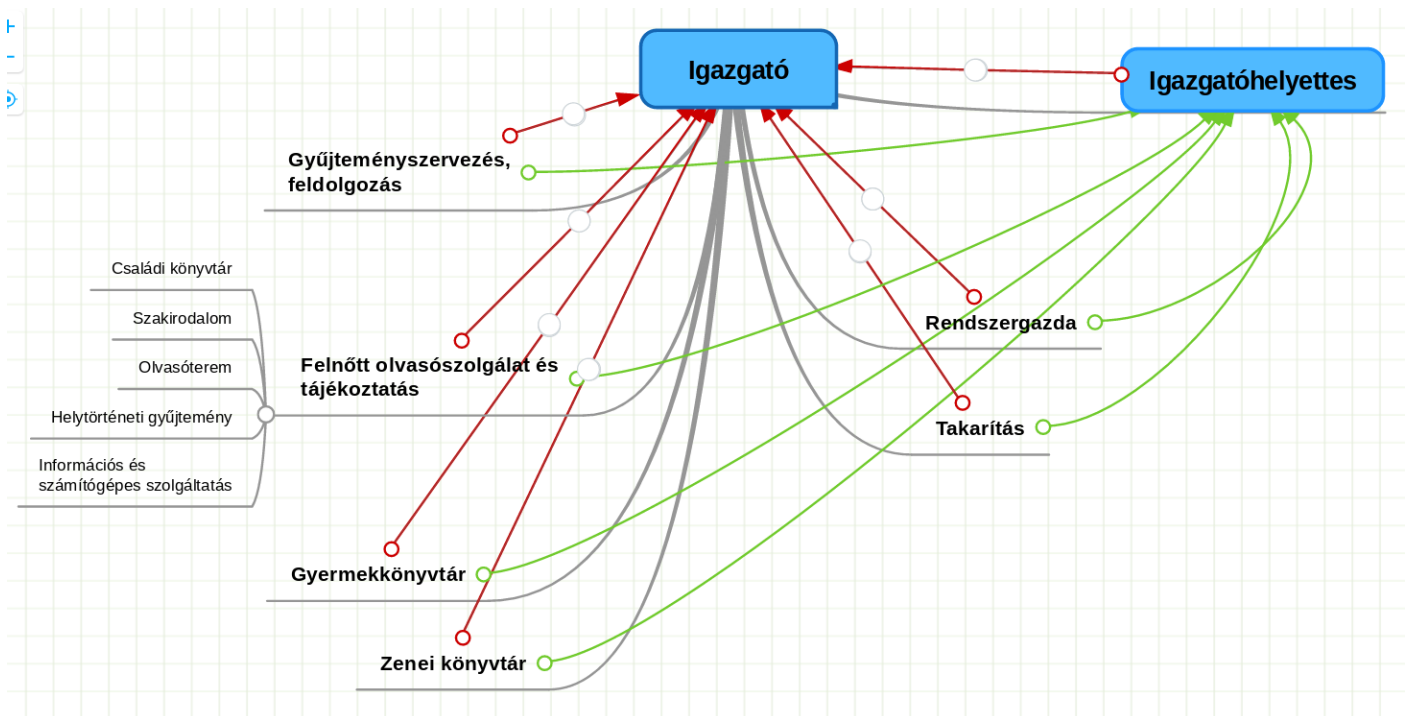 Igazgató
Igazgatóhelyettes
Gyűjteményszervezés,
feldolgozás
Családi könyvtár
Szakirodalom
Olvasóterem
Helytörténeti gyűjtemény
Információs és
számítógépes szolgáltatás
Felnőtt olvasószolgálat és
tájékoztatás
Rendszergazda
Takarítás
Gyermekkönyvtár
Zenei könyvtár